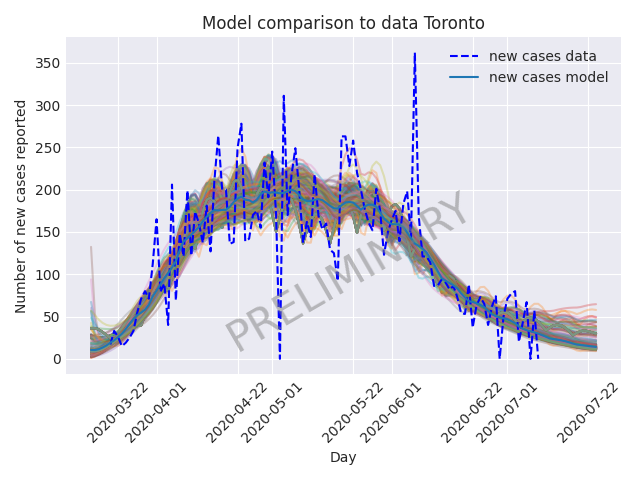 Model comparison to data Toronto
new cases data
new cases model
Number of new cases reported
350
300
250
200
150
100
50
0
PRELIMINARY
2020-03-22
2020-04-01
2020-04-22
2020-05-01
2020-05-22
2020-06-01
2020-06-22
2020-07-01
2020-07-22
Day